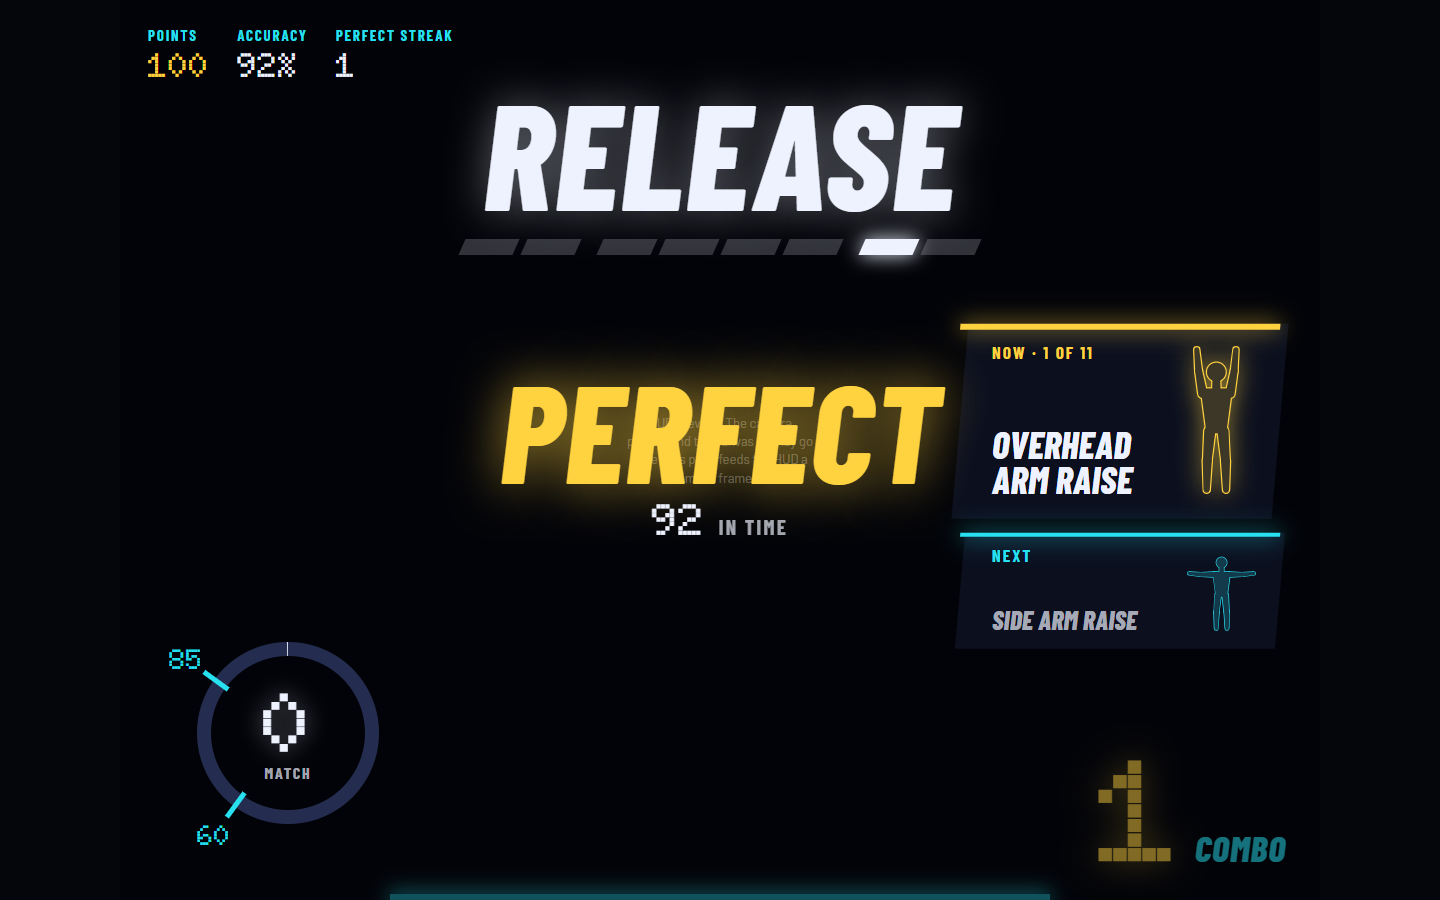 POINTS
100
ACCURACY
92%
PERFECT STREAK
1
RELEASE
PERFECT
92 IN TIME
NOW · 1 OF 11
OVERHEAD
ARM RAISE
NEXT
SIDE ARM RAISE
85
0
MATCH
60
1 COMBO